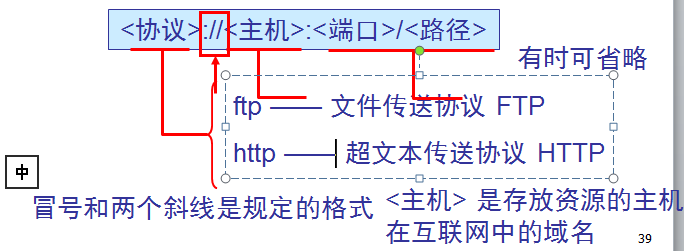 <协议>://<主机>:<端口>/<路径>
有时可省略
ftp —— 文件传送协议 FTP
http —— 超文本传送协议 HTTP
中
冒号和两个斜线是规定的格式
<主机> 是存放资源的主机
在互联网中的域名
39